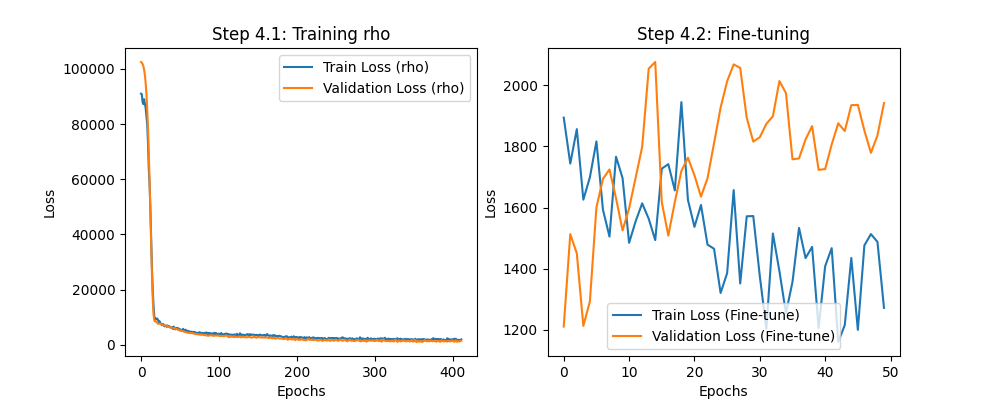 Step 4.1: Training rho
Loss
100000
80000
60000
40000
20000
0
0 100 200 300 400
Epochs
Train Loss (rho)
Validation Loss (rho)
Step 4.2: Fine-tuning
Loss
2000
1800
1600
1400
1200
0 10 20 30 40 50
Epochs
Train Loss (Fine-tune)
Validation Loss (Fine-tune)